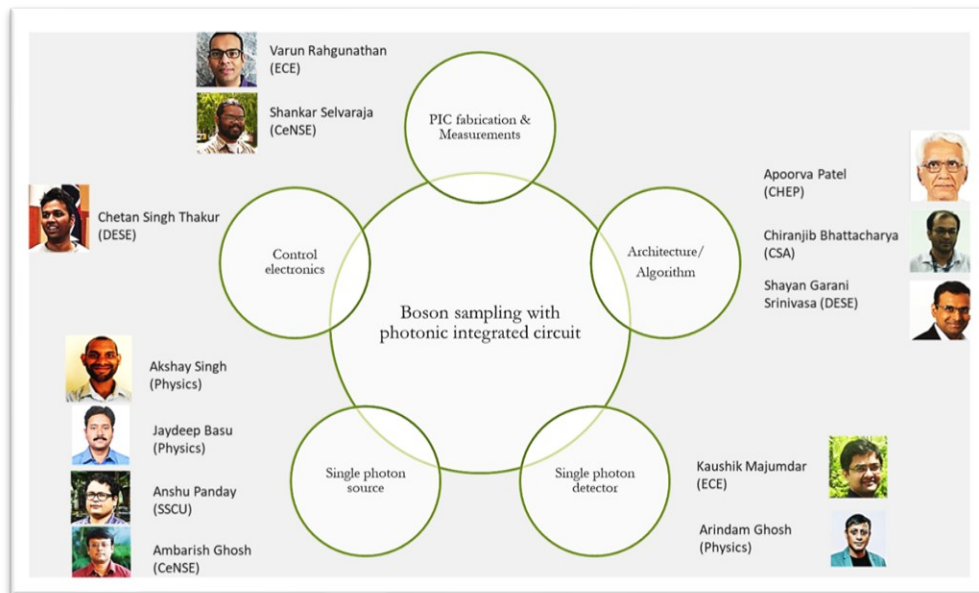 Varun Rahgunathan
(ECE)
Shankar Selvaraja
(CeNSE)
PIC fabrication &
Measurements
Chetan Singh Thakur
(DESE)
Control
electronics
Architecture/
Algorithm
Apoorva Patel
(CHEP)
Chiranjib Bhattacharya
(CSA)
Shayan Garani
Srinivasa (DESE)
Boson sampling with
photonic integrated circuit
Akshay Singh
(Physics)
Jaydeep Basu
(Physics)
Anshu Panday
(SSCU)
Ambarish Ghosh
(CeNSE)
Single photon
source
Single photon
detector
Kaushik Majumdar
(ECE)
Arindam Ghosh
(Physics)